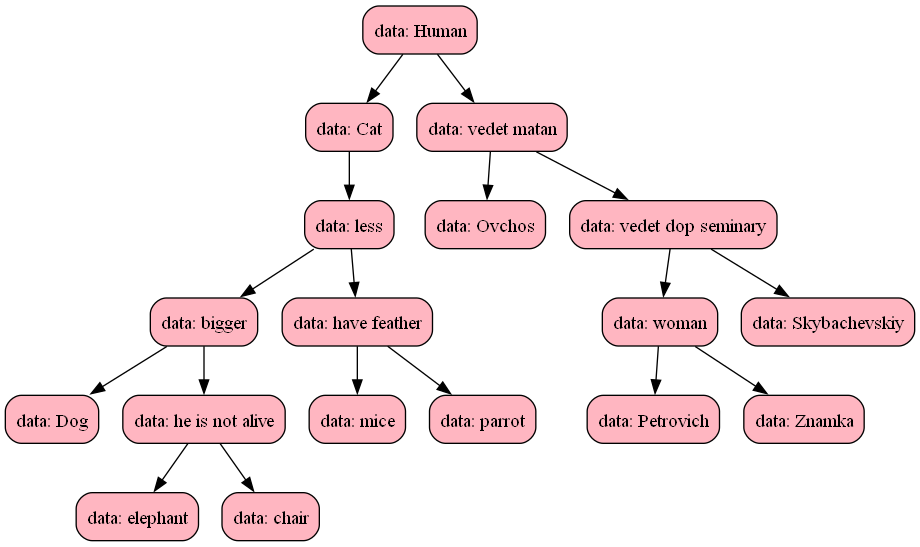 data: Human
data: Cat
data: vedet matan
data: less
data: Ovchos
data: vedet dop seminary
data: bigger
data: have feather
data: woman
data: Skybachevskiy
data: Dog
data: he is not alive
data: mice
data: parrot
data: Petrovich
data: Znamka
data: elephant
data: chair